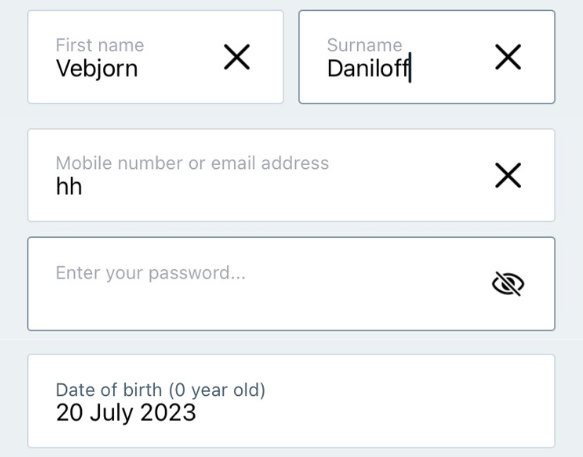 First name
Vebjorn
Surname
Daniloff
Mobile number or email address
hh
Enter your password...
Date of birth (0 year old)
20 July 2023